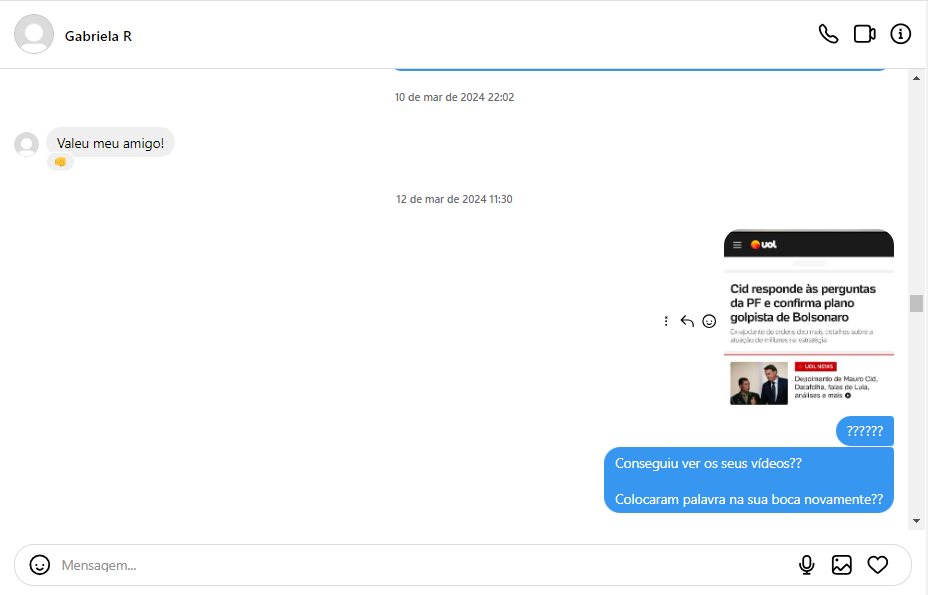 Gabriela R
10 de mar de 2024 22:02
Valeu meu amigo!
12 de mar de 2024 11:30
uol
Cid responde às perguntas
da PF e confirma plano
golpista de Bolsonaro
Ex-ajudante de ordens deu mais detalhes sobre a
atuação de militares na estratégia
UOL NEWS
Depoimento de Mauro Cid,
Datafolha, falas de Lula,
análises e mais
??????
Conseguiu ver os seus vídeos??
Colocaram palavra na sua boca novamente??
Mensagem...